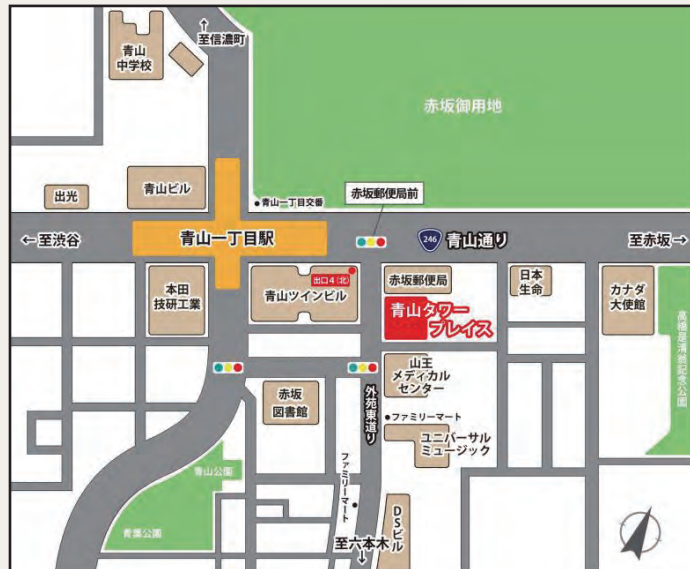 ↑
至信濃町
青山
中学校
赤坂御用地
出光
青山ビル
青山一丁目交番
赤坂郵便局前
←至渋谷
青山一丁目駅
246
青山通り
至赤坂→
本田
技研工業
出口4(北)
青山ツインビル
赤坂郵便局
青山タワー
プレイス
日本
生命
カナダ
大使館
高橋是清翁記念公園
山王
メディカル
センター
外苑東通り
赤坂
図書館
ファミリーマート
ユニバーサル
ミュージック
青山公園
ファミリーマート
青葉公園
DSビル
至六本木
↓